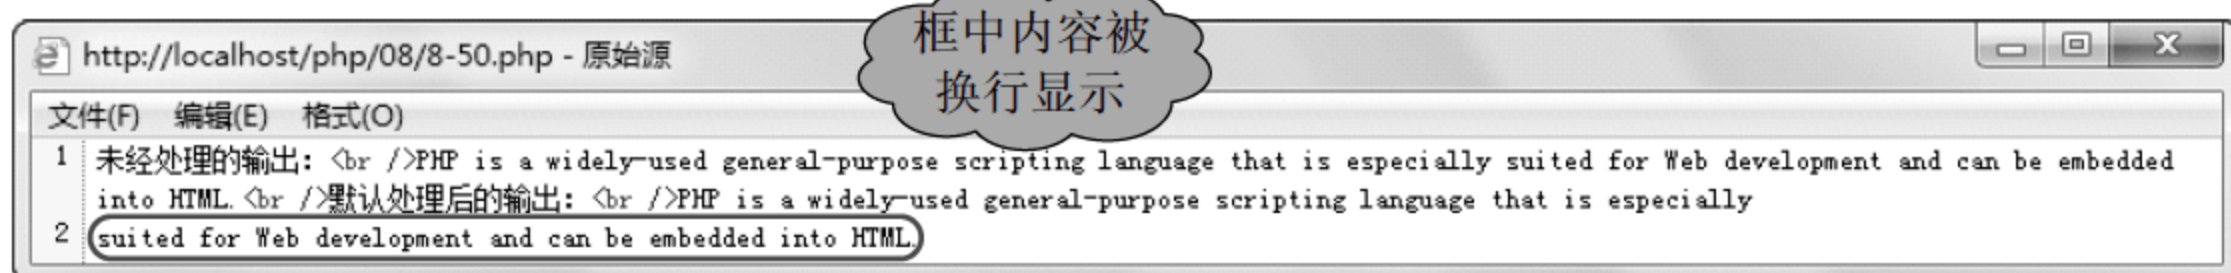 框中内容被
换行显示
http://localhost/php/08/8-50.php - 原始源
文件(F) 编辑(E) 格式(O)
1 未经处理的输出：<br />PHP is a widely-used general-purpose scripting language that is especially suited for Web development and can be embedded
into HTML.<br />默认处理后的输出：<br />PHP is a widely-used general-purpose scripting language that is especially
2 suited for Web development and can be embedded into HTML.